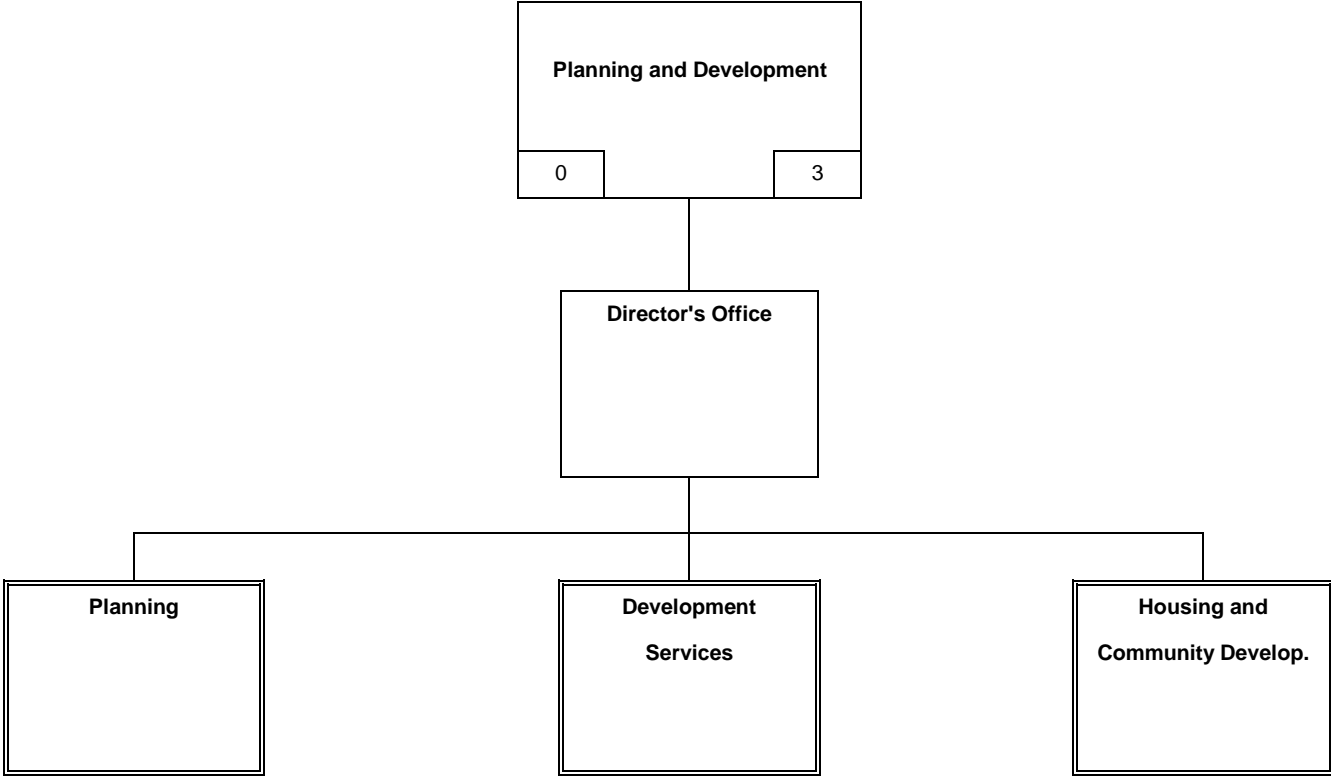 Planning and Development
0
3
Director's Office
Planning
Development
Services
Housing and
Community Develop.